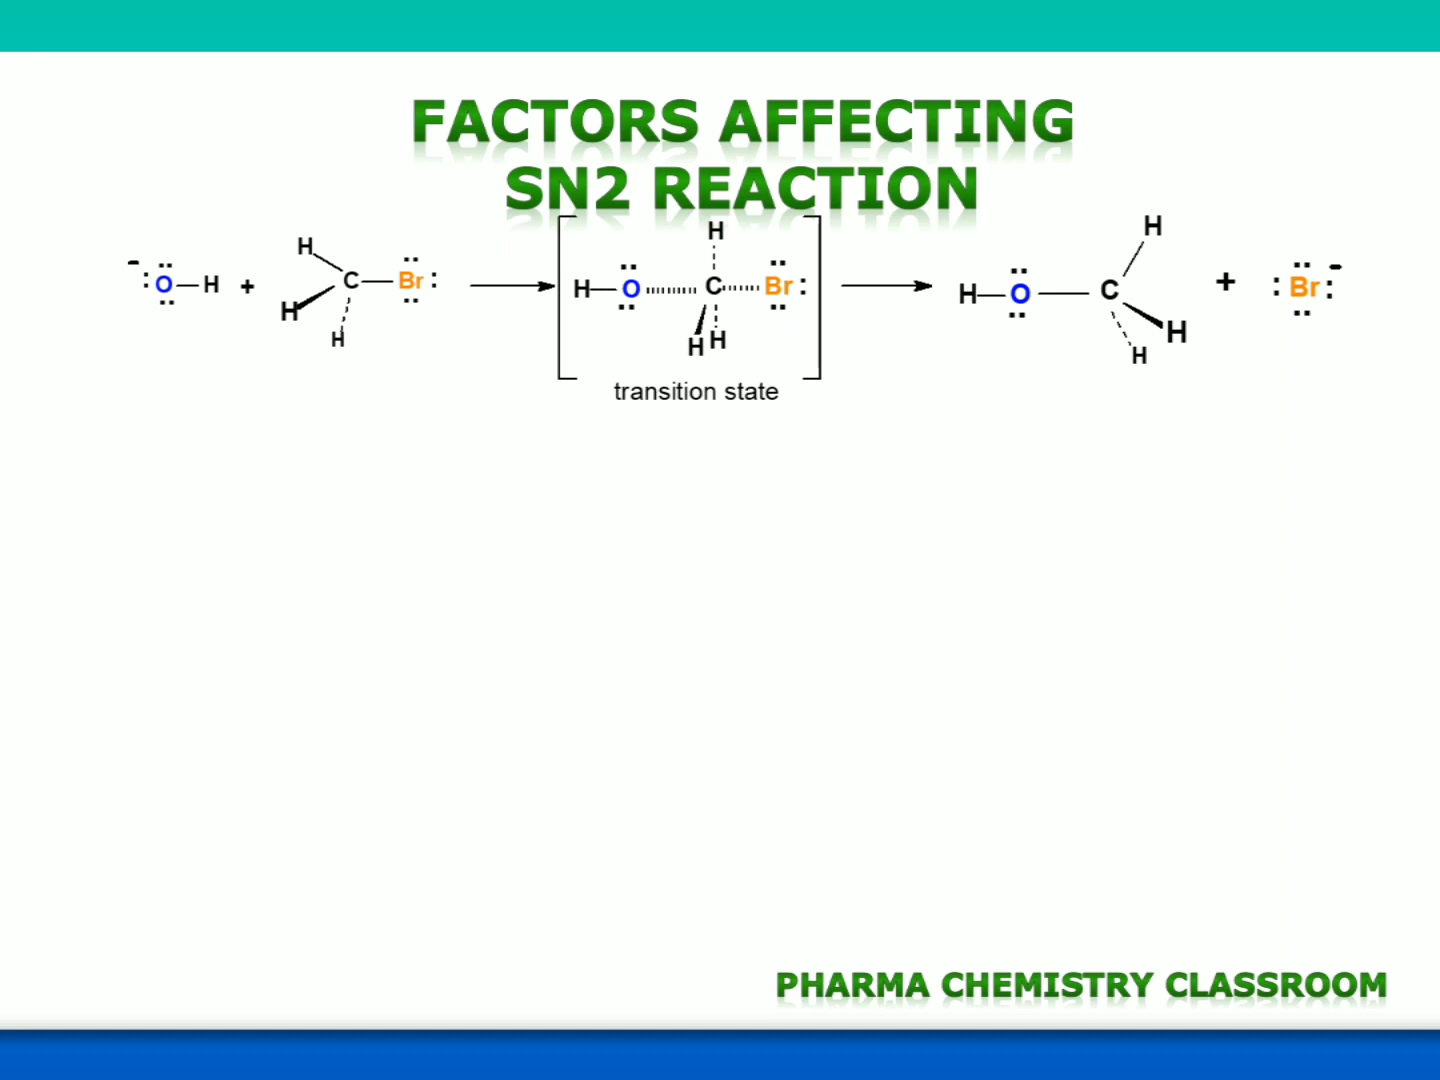 FACTORS AFFECTING
SN2 REACTION
⁻:Ö—H + H H H C—Br: → [H—O C Br: H H H] → H—O—C H H H + :Br:⁻
transition state
PHARMA CHEMISTRY CLASSROOM